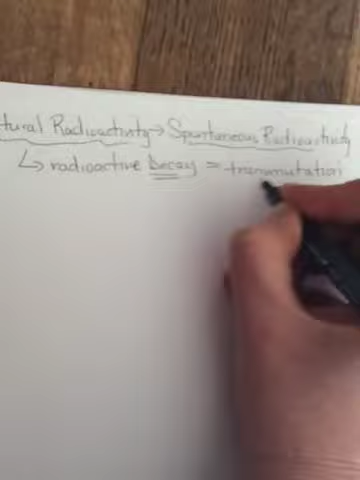 tural Radioactivity → Spontaneous Radioactivity
↳ radioactive Decay = transmutation